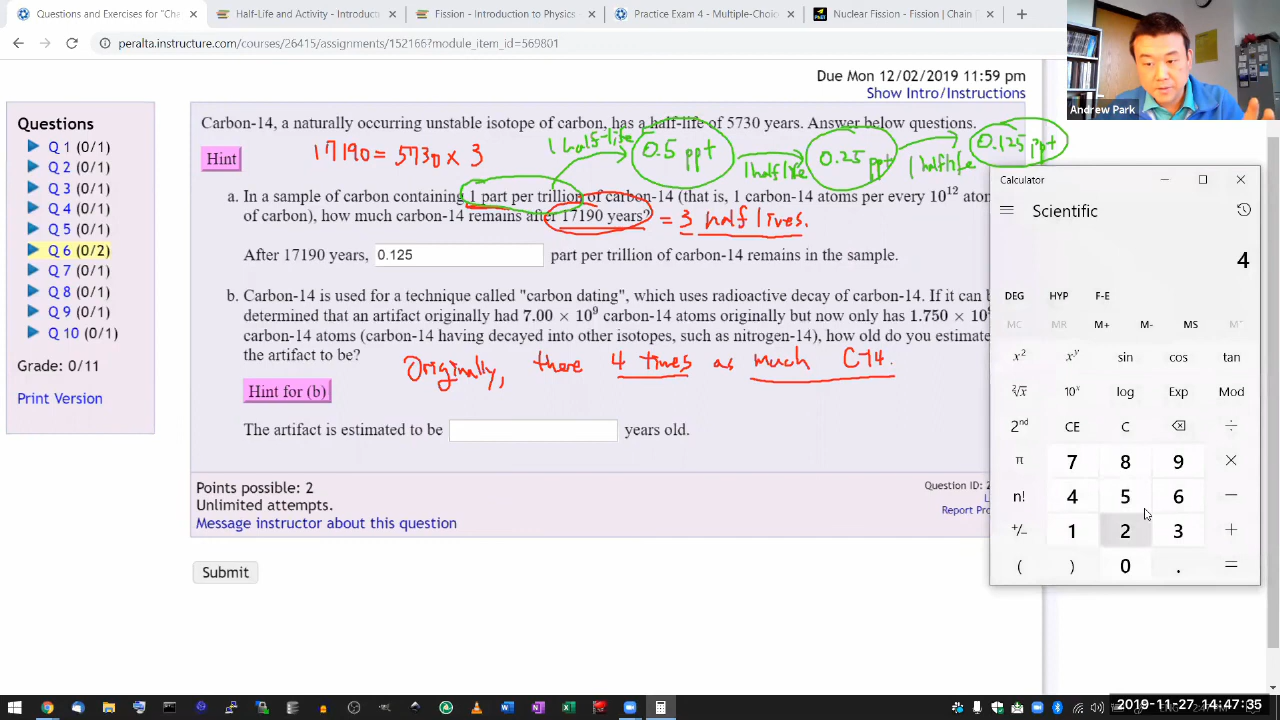 Questions and Exercises for "Cha
Half-Life and Activity - Introductio
Fission - Introduction to Physics
Practice Exam 4 - Multiple-Choic
Nuclear Fission - Fission | Chain
peralta.instructure.com/courses/26415/assignments/152166?module_item_id=569801
Andrew Park
Due Mon 12/02/2019 11:59 pm
Show Intro/Instructions
Questions
Q 1 (0/1)
Q 2 (0/1)
Q 3 (0/1)
Q 4 (0/1)
Q 5 (0/1)
Q 6 (0/2)
Q 7 (0/1)
Q 8 (0/1)
Q 9 (0/1)
Q 10 (0/1)
Grade: 0/11
Print Version
Carbon-14, a naturally occuring unstable isotope of carbon, has a half-life of 5730 years. Answer below questions.
Hint
17190 = 5730 × 3
1 half-life
0.5 ppt
1 half life
0.25 ppt
1 half life
0.125 ppt
a. In a sample of carbon containing 1 part per trillion of carbon-14 (that is, 1 carbon-14 atoms per every 10¹² atom
of carbon), how much carbon-14 remains after 17190 years?
= 3 half lives.
After 17190 years, 0.125 part per trillion of carbon-14 remains in the sample.
b. Carbon-14 is used for a technique called "carbon dating", which uses radioactive decay of carbon-14. If it can b
determined that an artifact originally had 7.00 × 10⁹ carbon-14 atoms originally but now only has 1.750 × 10⁹
carbon-14 atoms (carbon-14 having decayed into other isotopes, such as nitrogen-14), how old do you estimate
the artifact to be?
Originally, there 4 times as much C-14.
Hint for (b)
The artifact is estimated to be years old.
Points possible: 2
Unlimited attempts.
Message instructor about this question
Question ID: 2
L
Report Pro
Submit
Calculator
Scientific
4
DEG HYP F-E
MC MR M+ M- MS M˅
x² xʸ sin cos tan
²√x 10ˣ log Exp Mod
2ⁿᵈ CE C ⌫ ÷
π 7 8 9 ×
n! 4 5 6 −
⁺/₋ 1 2 3 +
( ) 0 . =
2019-11-27 14:47:35